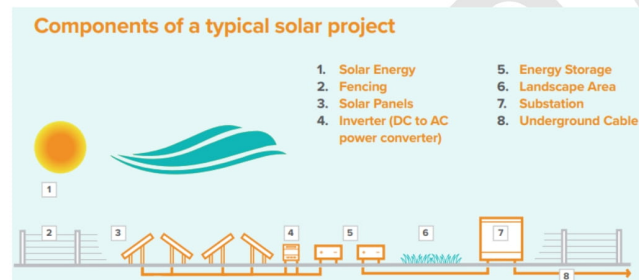 Components of a typical solar project
1. Solar Energy
2. Fencing
3. Solar Panels
4. Inverter (DC to AC
power converter)
5. Energy Storage
6. Landscape Area
7. Substation
8. Underground Cable
1
2
3
4
5
6
7
8